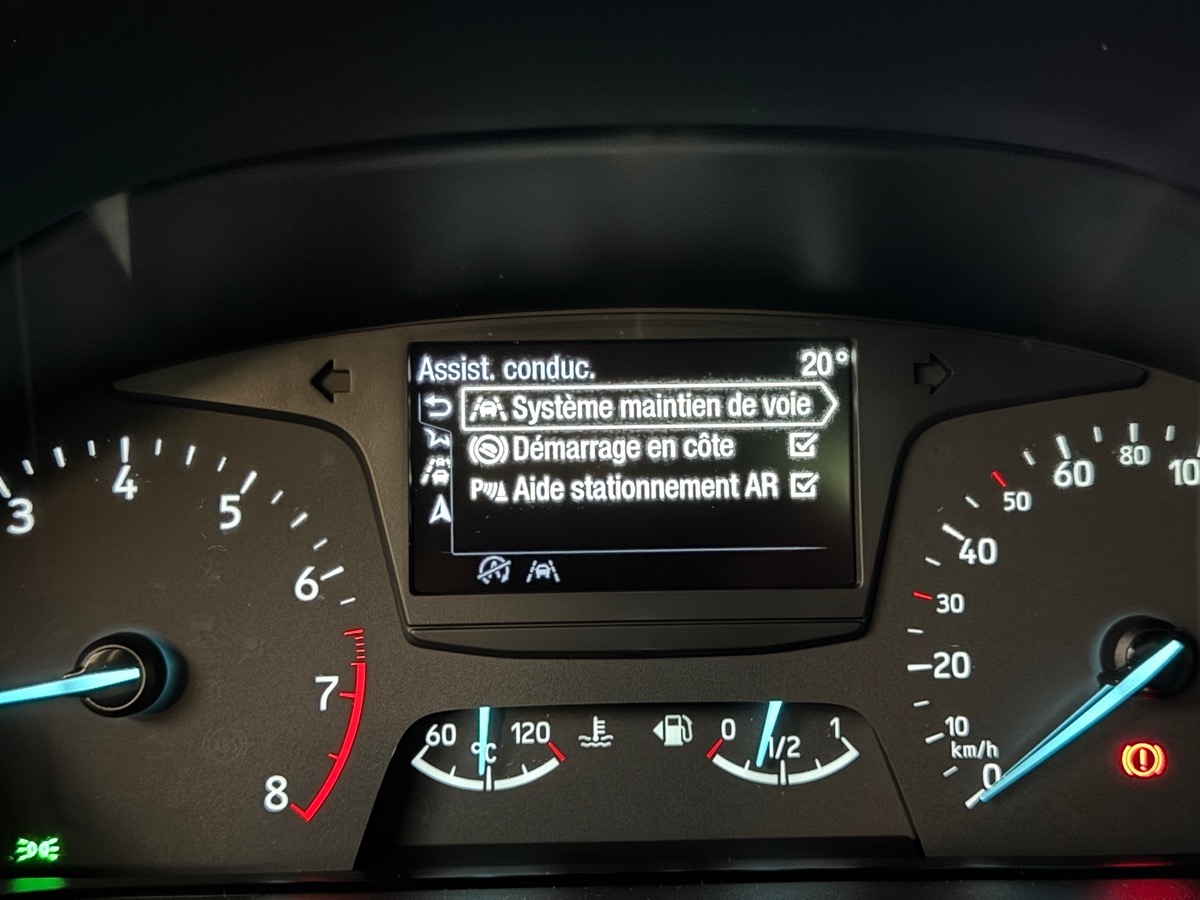 Assist. conduc. 20°
Système maintien de voie
Démarrage en côte
Aide stationnement AR
3
4
5
6
7
8
60 °C 120
0 1/2 1
0
10
20
30
40
50
60
80
10
km/h